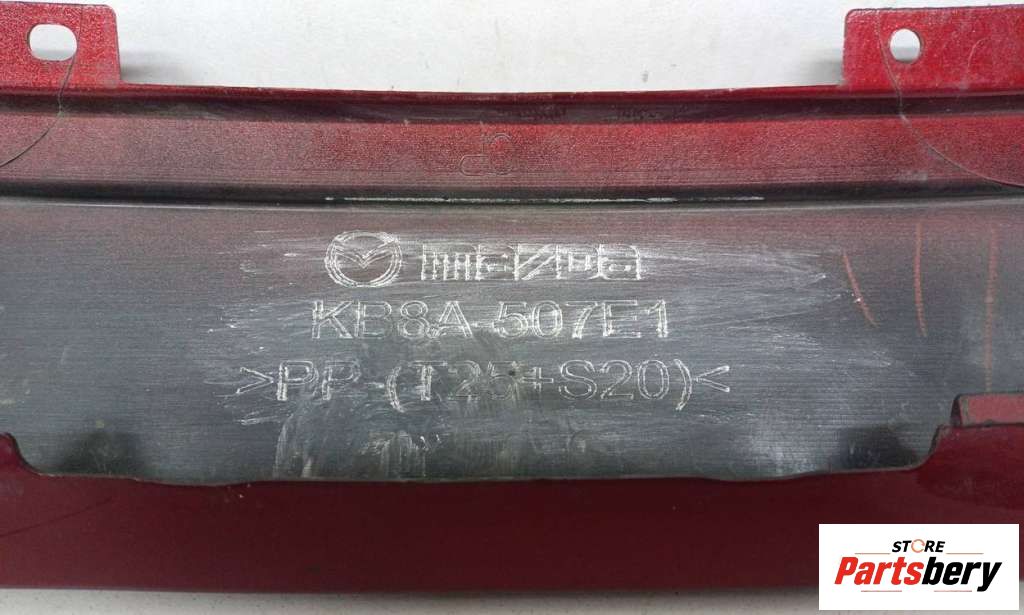 mazda
KB8A-507E1
>PP-(T25+S20)<
STORE
Partsbery